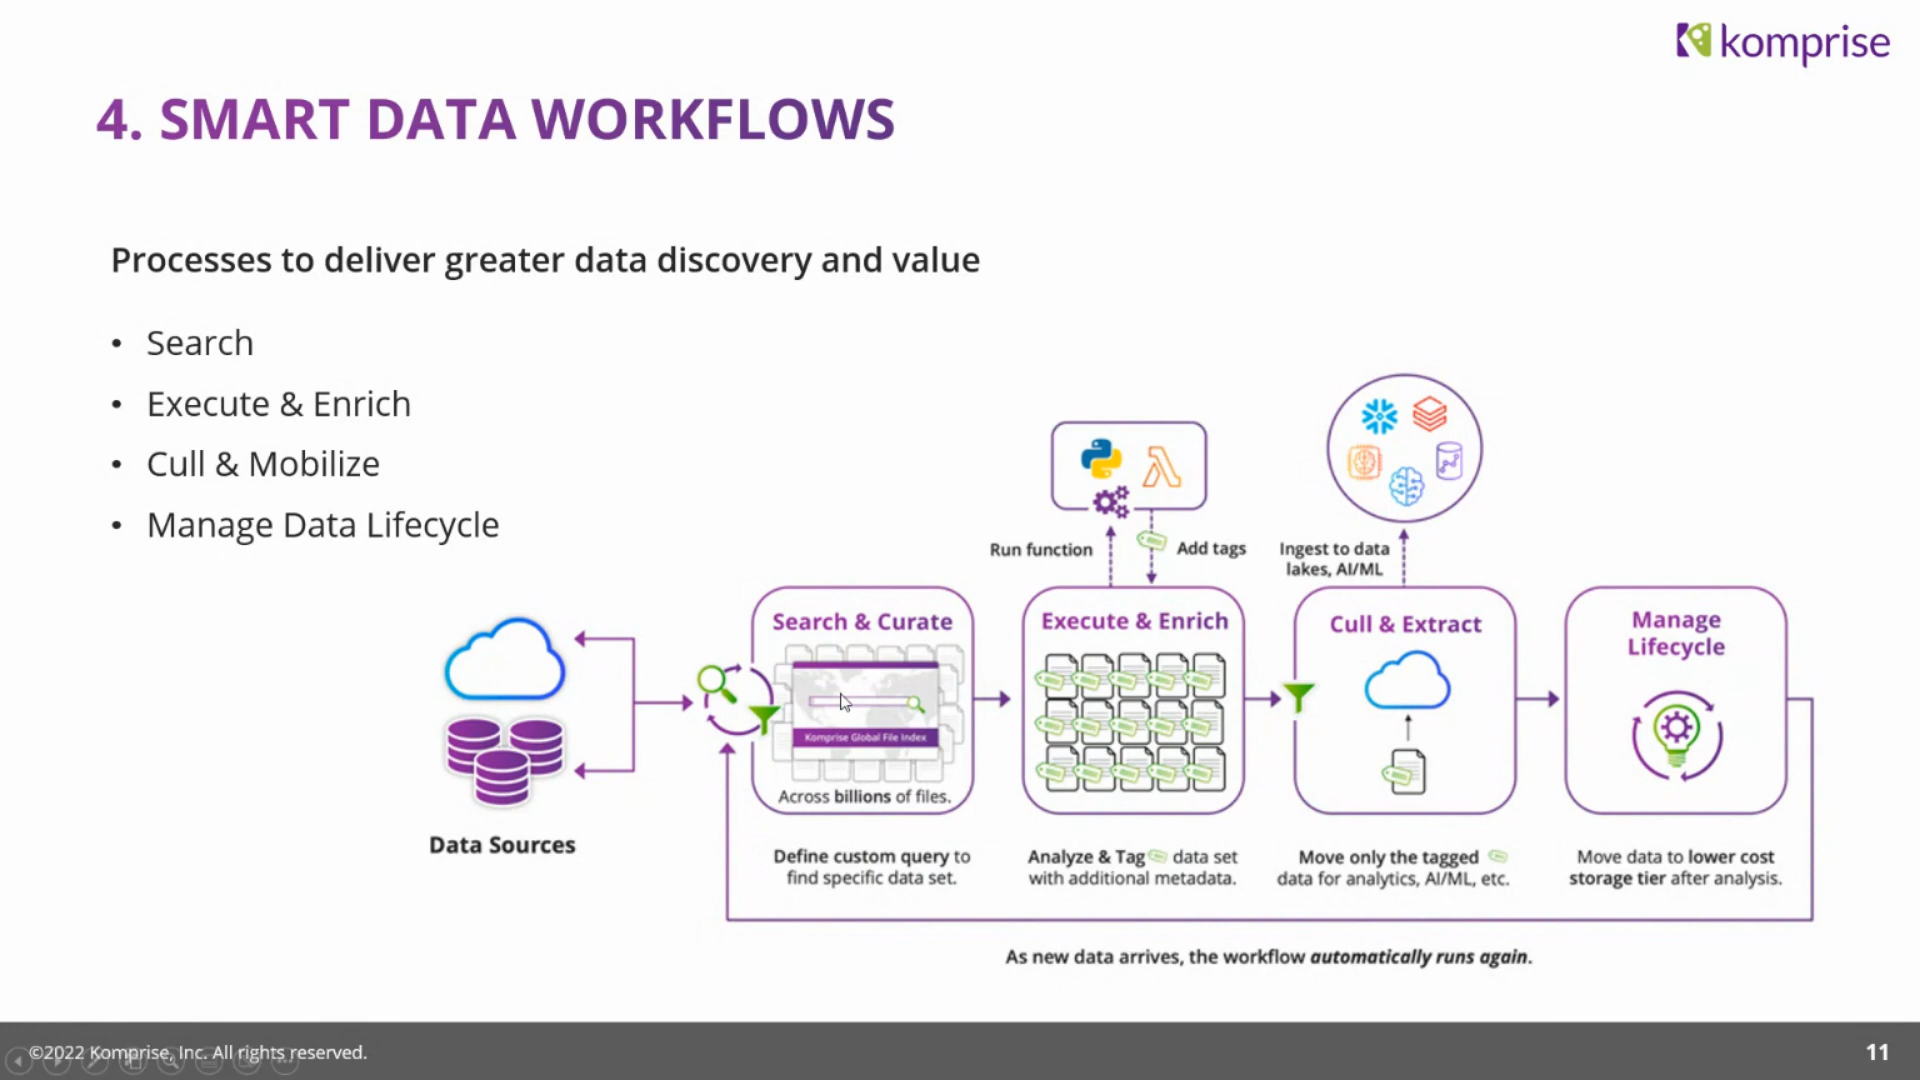 komprise
4. SMART DATA WORKFLOWS
Processes to deliver greater data discovery and value
• Search
• Execute & Enrich
• Cull & Mobilize
• Manage Data Lifecycle
Run function
Add tags
Ingest to data
lakes, AI/ML
Data Sources
Search & Curate
Komprise Global File Index
Across billions of files.
Define custom query to
find specific data set.
Execute & Enrich
Analyze & Tag data set
with additional metadata.
Cull & Extract
Move only the tagged
data for analytics, AI/ML, etc.
Manage
Lifecycle
Move data to lower cost
storage tier after analysis.
As new data arrives, the workflow automatically runs again.
©2022 Komprise, Inc. All rights reserved.
11